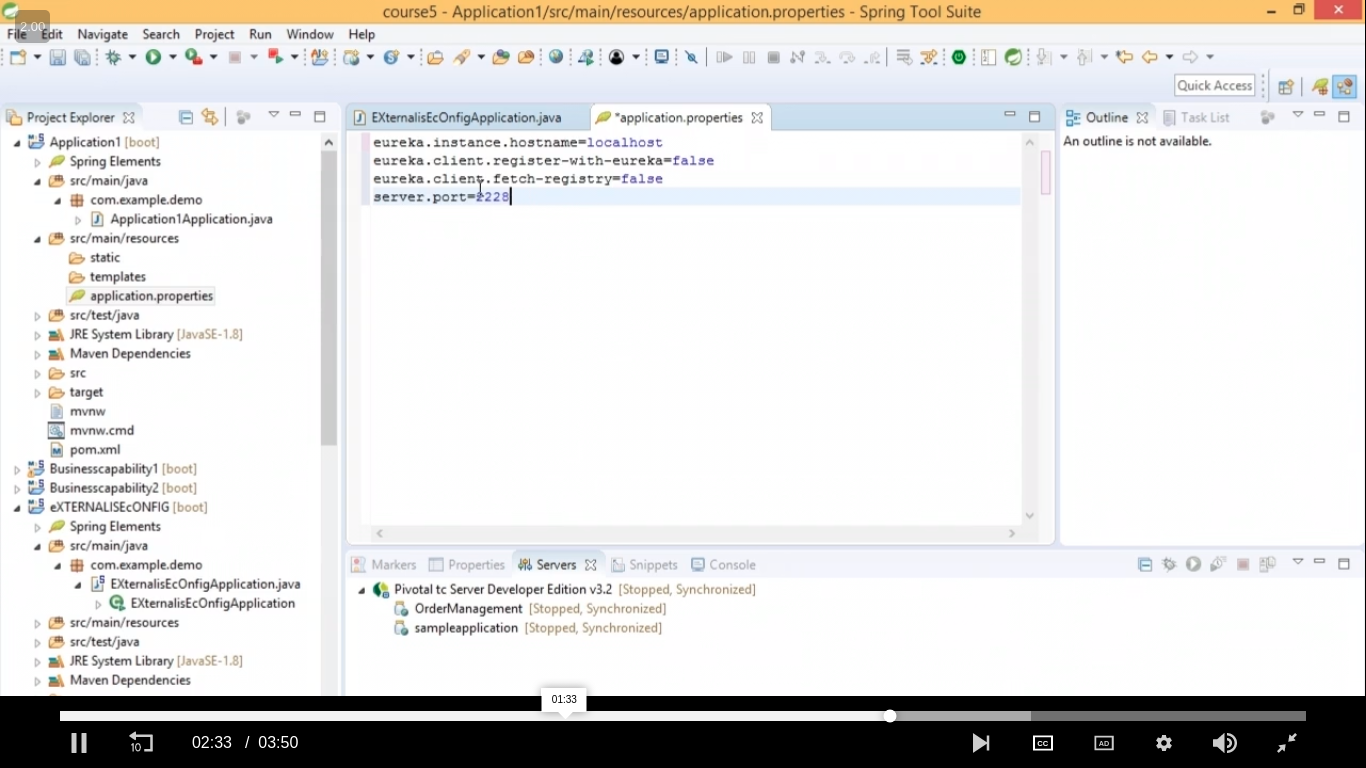 course5 - Application1/src/main/resources/application.properties - Spring Tool Suite
2.00
File Edit Navigate Search Project Run Window Help
Quick Access
Project Explorer
Application1 [boot]
Spring Elements
src/main/java
com.example.demo
Application1Application.java
src/main/resources
static
templates
application.properties
src/test/java
JRE System Library [JavaSE-1.8]
Maven Dependencies
src
target
mvnw
mvnw.cmd
pom.xml
Businesscapability1 [boot]
Businesscapability2 [boot]
eXTERNALISEcONFIG [boot]
Spring Elements
src/main/java
com.example.demo
EXternalisEcOnfigApplication.java
EXternalisEcOnfigApplication
src/main/resources
src/test/java
JRE System Library [JavaSE-1.8]
Maven Dependencies
EXternalisEcOnfigApplication.java *application.properties
eureka.instance.hostname=localhost
eureka.client.register-with-eureka=false
eureka.client.fetch-registry=false
server.port=2228
Outline Task List
An outline is not available.
Markers Properties Servers Snippets Console
Pivotal tc Server Developer Edition v3.2 [Stopped, Synchronized]
OrderManagement [Stopped, Synchronized]
sampleapplication [Stopped, Synchronized]
01:33
10
02:33 / 03:50
CC
AD